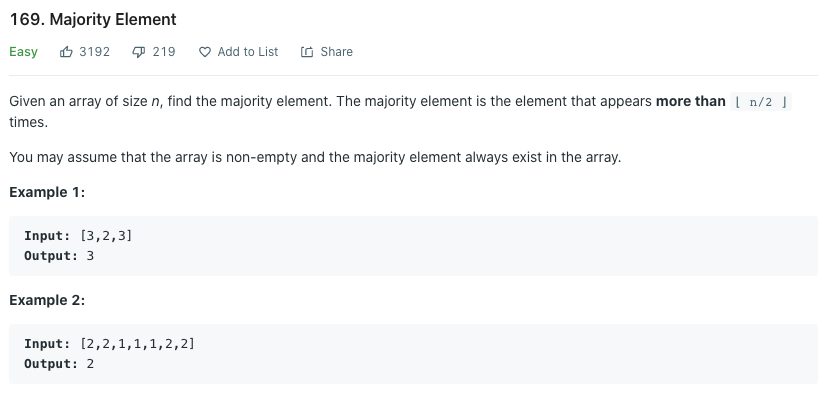 169. Majority Element
Easy 3192 219 Add to List Share
Given an array of size n, find the majority element. The majority element is the element that appears more than ⌊ n/2 ⌋
times.
You may assume that the array is non-empty and the majority element always exist in the array.
Example 1:
Input: [3,2,3]
Output: 3
Example 2:
Input: [2,2,1,1,1,2,2]
Output: 2